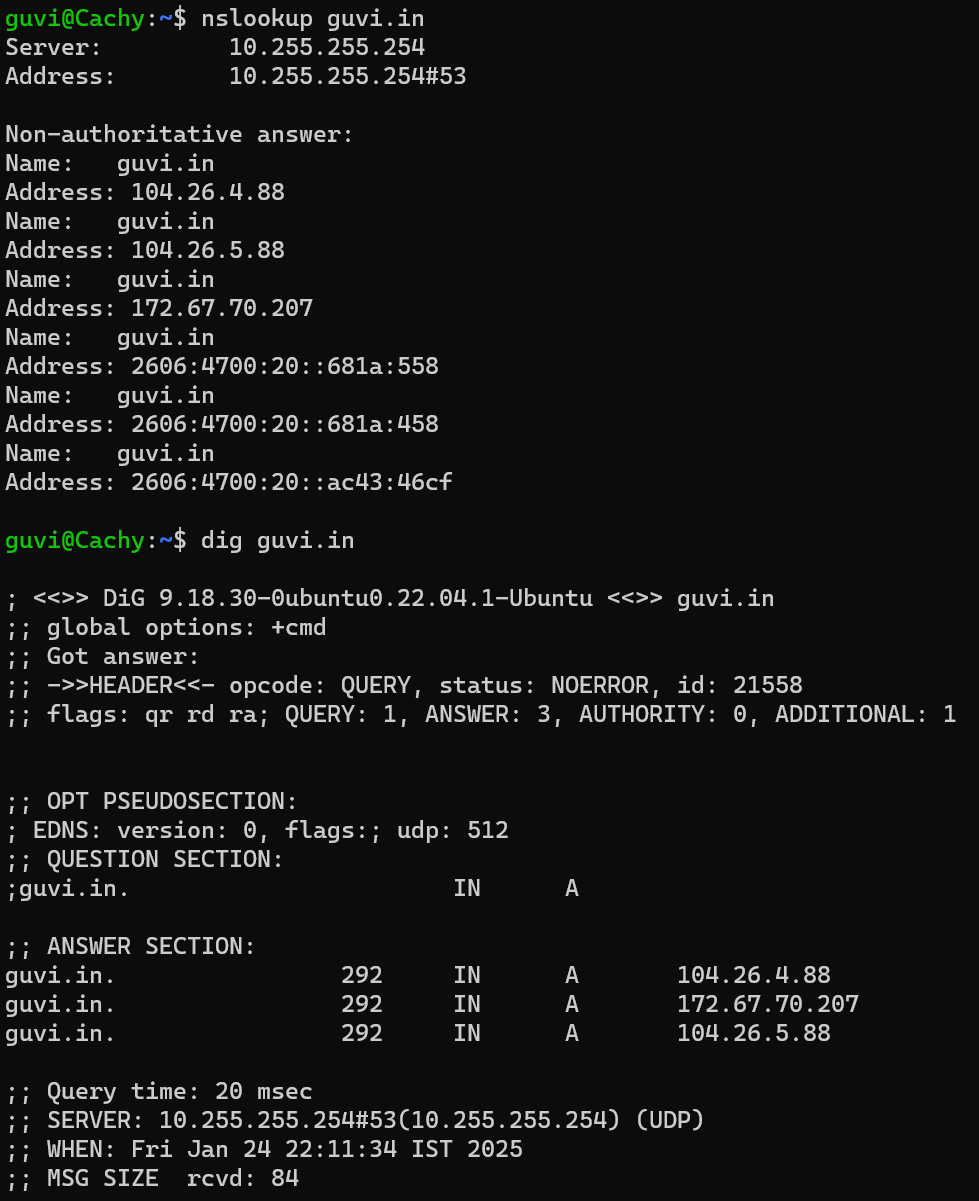 guvi@Cachy:~$ nslookup guvi.in
Server:         10.255.255.254
Address:        10.255.255.254#53

Non-authoritative answer:
Name:   guvi.in
Address: 104.26.4.88
Name:   guvi.in
Address: 104.26.5.88
Name:   guvi.in
Address: 172.67.70.207
Name:   guvi.in
Address: 2606:4700:20::681a:558
Name:   guvi.in
Address: 2606:4700:20::681a:458
Name:   guvi.in
Address: 2606:4700:20::ac43:46cf

guvi@Cachy:~$ dig guvi.in

; <<>> DiG 9.18.30-0ubuntu0.22.04.1-Ubuntu <<>> guvi.in
;; global options: +cmd
;; Got answer:
;; ->>HEADER<<- opcode: QUERY, status: NOERROR, id: 21558
;; flags: qr rd ra; QUERY: 1, ANSWER: 3, AUTHORITY: 0, ADDITIONAL: 1

;; OPT PSEUDOSECTION:
; EDNS: version: 0, flags:; udp: 512
;; QUESTION SECTION:
;guvi.in.                       IN      A

;; ANSWER SECTION:
guvi.in.                292     IN      A       104.26.4.88
guvi.in.                292     IN      A       172.67.70.207
guvi.in.                292     IN      A       104.26.5.88

;; Query time: 20 msec
;; SERVER: 10.255.255.254#53(10.255.255.254) (UDP)
;; WHEN: Fri Jan 24 22:11:34 IST 2025
;; MSG SIZE  rcvd: 84